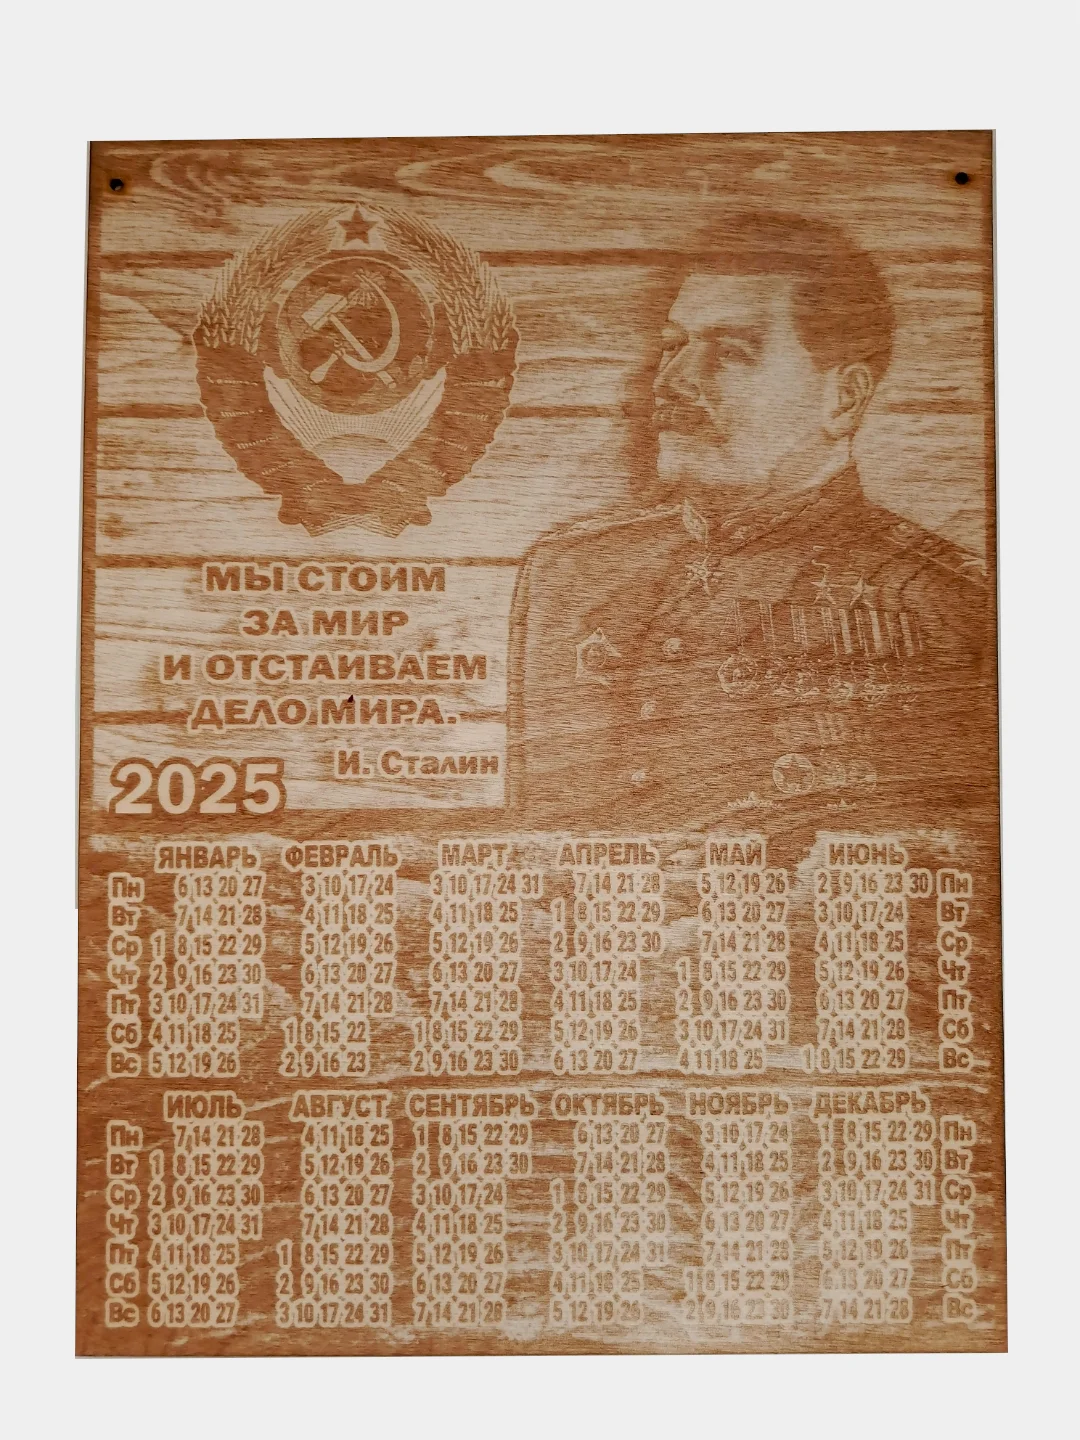 МЫ СТОИМ
ЗА МИР
И ОТСТАИВАЕМ
ДЕЛО МИРА.
И. Сталин
2025
ЯНВАРЬ ФЕВРАЛЬ МАРТ АПРЕЛЬ МАЙ ИЮНЬ
Пн 6 13 20 27 3 10 17 24 3 10 17 24 31 7 14 21 28 5 12 19 26 2 9 16 23 30 Пн
Вт 7 14 21 28 4 11 18 25 4 11 18 25 1 8 15 22 29 6 13 20 27 3 10 17 24 Вт
Ср 1 8 15 22 29 5 12 19 26 5 12 19 26 2 9 16 23 30 7 14 21 28 4 11 18 25 Ср
Чт 2 9 16 23 30 6 13 20 27 6 13 20 27 3 10 17 24 1 8 15 22 29 5 12 19 26 Чт
Пт 3 10 17 24 31 7 14 21 28 7 14 21 28 4 11 18 25 2 9 16 23 30 6 13 20 27 Пт
Сб 4 11 18 25 1 8 15 22 1 8 15 22 29 5 12 19 26 3 10 17 24 31 7 14 21 28 Сб
Вс 5 12 19 26 2 9 16 23 2 9 16 23 30 6 13 20 27 4 11 18 25 1 8 15 22 29 Вс
ИЮЛЬ АВГУСТ СЕНТЯБРЬ ОКТЯБРЬ НОЯБРЬ ДЕКАБРЬ
Пн 7 14 21 28 4 11 18 25 1 8 15 22 29 6 13 20 27 3 10 17 24 1 8 15 22 29 Пн
Вт 1 8 15 22 29 5 12 19 26 2 9 16 23 30 7 14 21 28 4 11 18 25 2 9 16 23 30 Вт
Ср 2 9 16 23 30 6 13 20 27 3 10 17 24 1 8 15 22 29 5 12 19 26 3 10 17 24 31 Ср
Чт 3 10 17 24 31 7 14 21 28 4 11 18 25 2 9 16 23 30 6 13 20 27 4 11 18 25 Чт
Пт 4 11 18 25 1 8 15 22 29 5 12 19 26 3 10 17 24 31 7 14 21 28 5 12 19 26 Пт
Сб 5 12 19 26 2 9 16 23 30 6 13 20 27 4 11 18 25 1 8 15 22 29 6 13 20 27 Сб
Вс 6 13 20 27 3 10 17 24 31 7 14 21 28 5 12 19 26 2 9 16 23 30 7 14 21 28 Вс